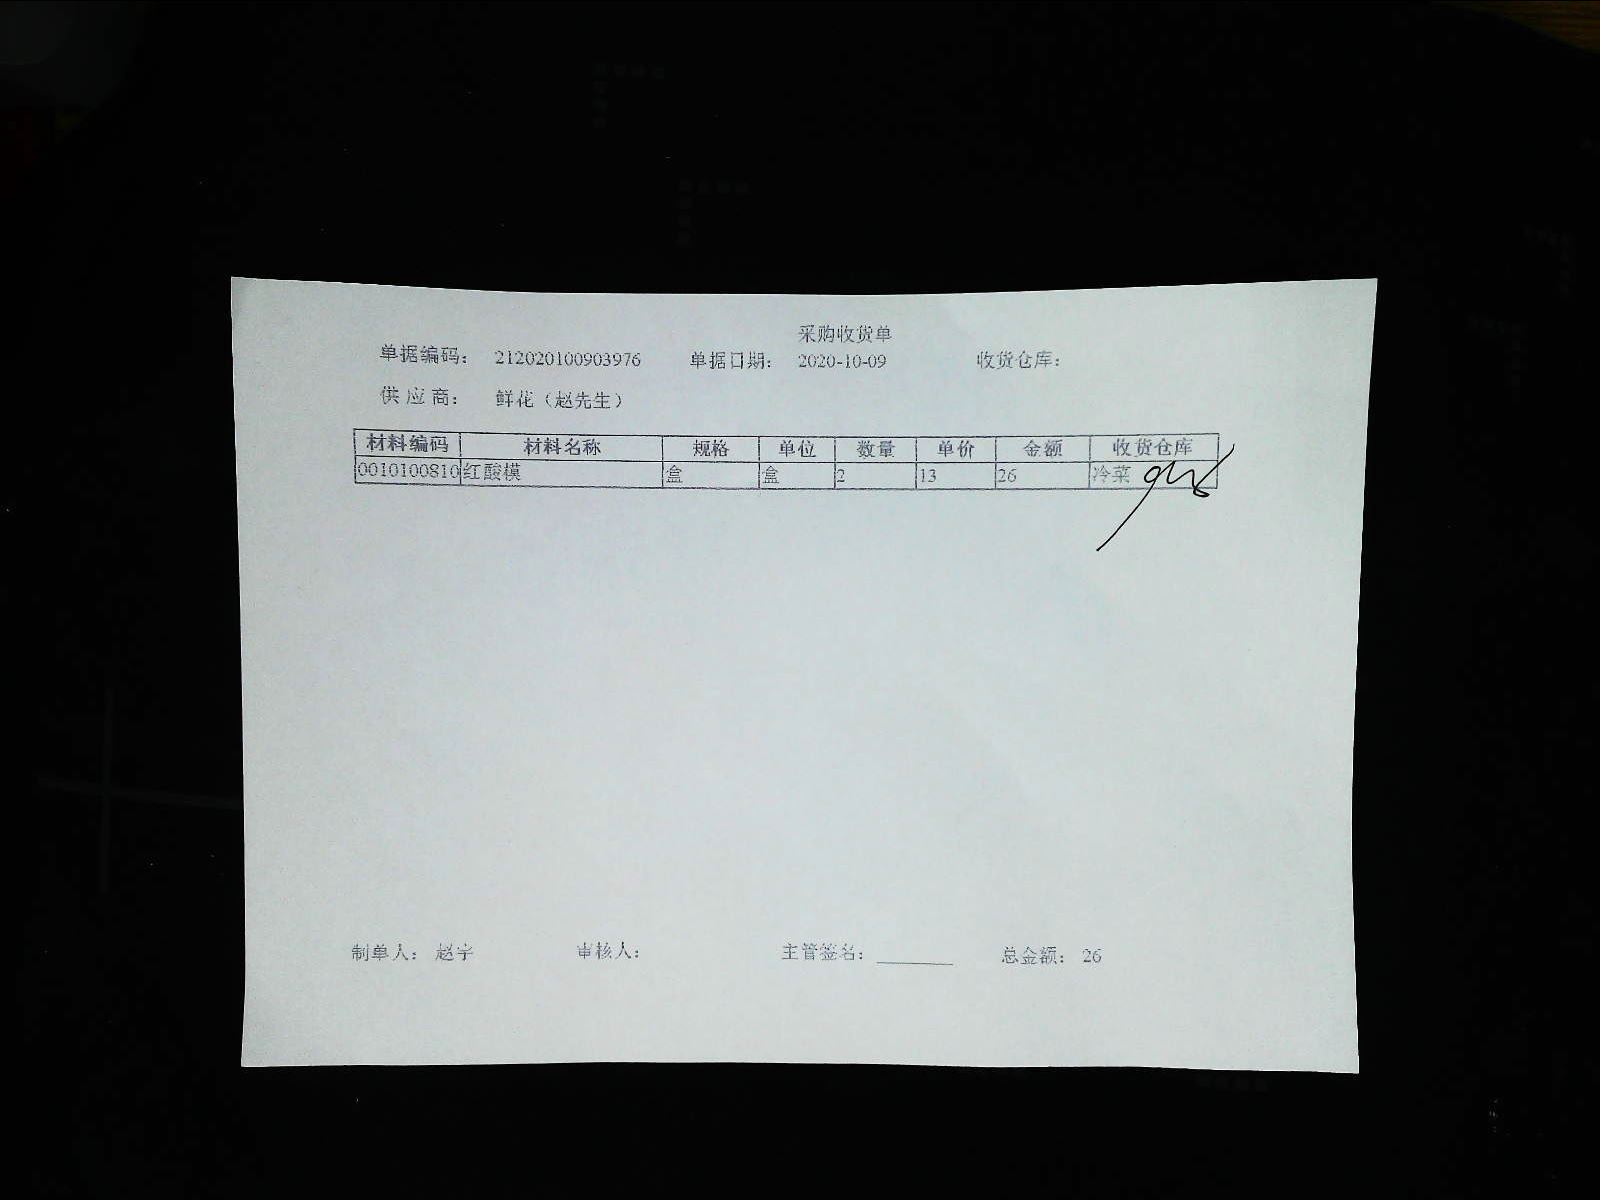 采购收货单
单据编码： 212020100903976 单据日期： 2020-10-09 收货仓库：
供 应 商： 鲜花（赵先生）
材料编码 材料名称 规格 单位 数量 单价 金额 收货仓库
0010100810 红酸模 盒 盒 2 13 26 冷菜
制单人： 赵宇 审核人： 主管签名： 总金额： 26